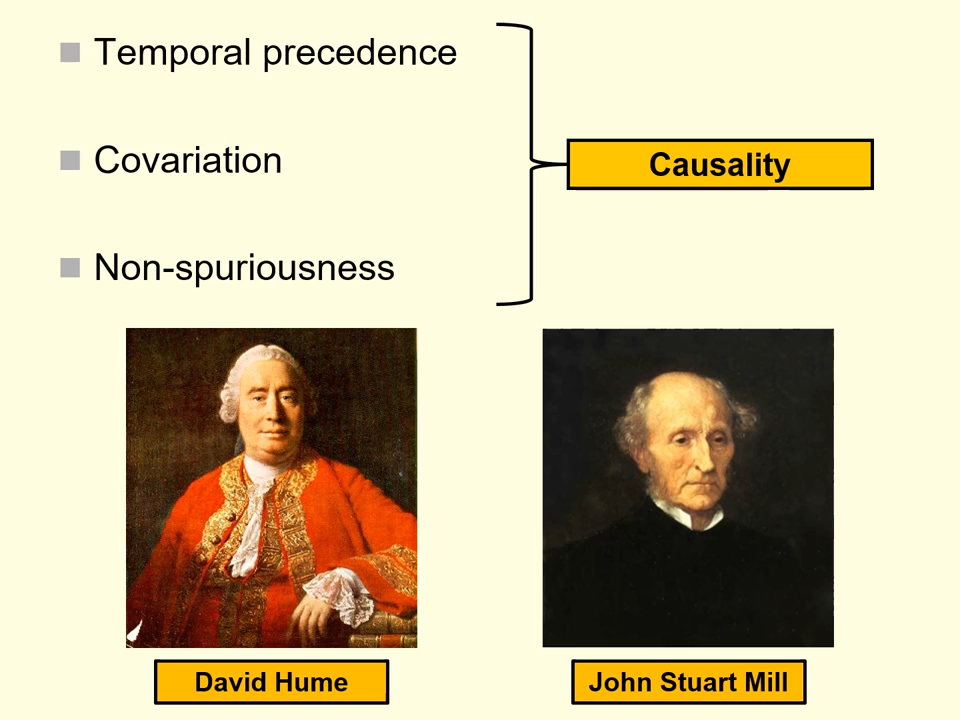 Temporal precedence
Covariation
Causality
Non-spuriousness
David Hume
John Stuart Mill